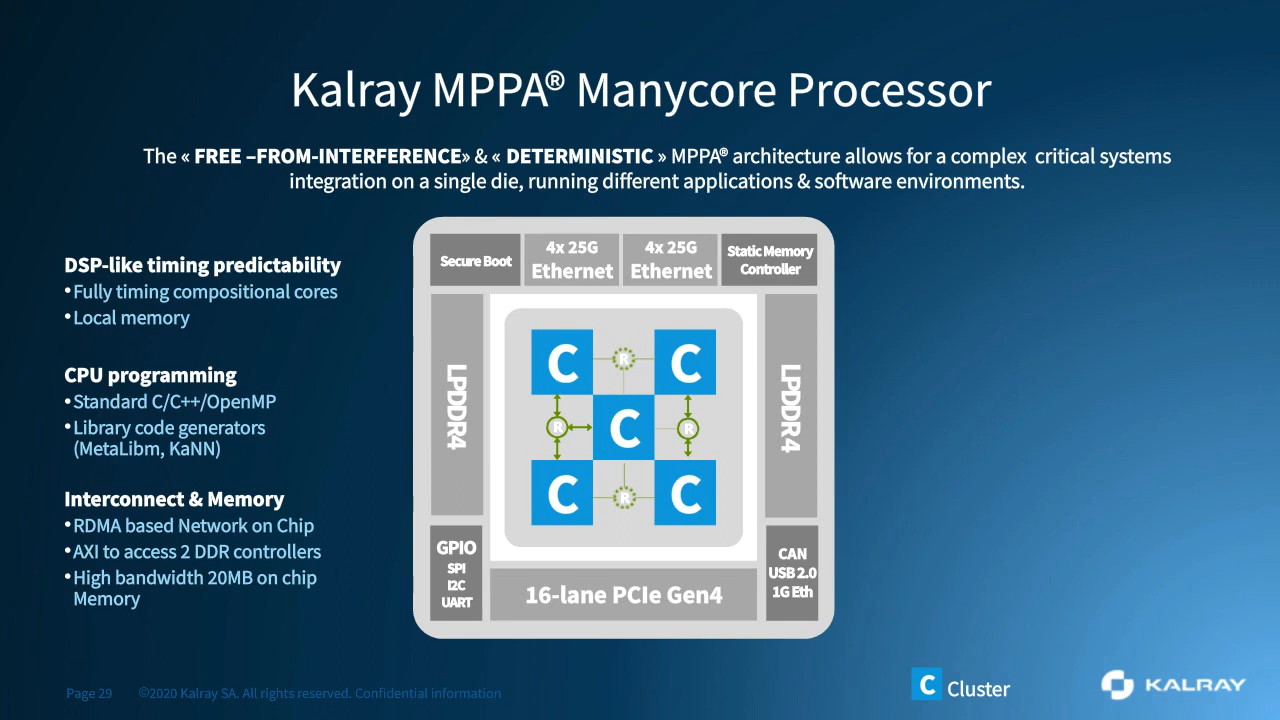 Kalray MPPA® Manycore Processor
The « FREE –FROM-INTERFERENCE» & « DETERMINISTIC » MPPA® architecture allows for a complex critical systems
integration on a single die, running different applications & software environments.
DSP-like timing predictability
•Fully timing compositional cores
•Local memory
CPU programming
•Standard C/C++/OpenMP
•Library code generators
(MetaLibm, KaNN)
Interconnect & Memory
•RDMA based Network on Chip
•AXI to access 2 DDR controllers
•High bandwidth 20MB on chip
Memory
Secure Boot
4x 25G
Ethernet
4x 25G
Ethernet
Static Memory
Controller
LPDDR4
C
R
C
R
C
R
C
R
C
LPDDR4
GPIO
SPI
I2C
UART
16-lane PCIe Gen4
CAN
USB 2.0
1G Eth
Page 29
©2020 Kalray SA. All rights reserved. Confidential information
C Cluster
KALRAY